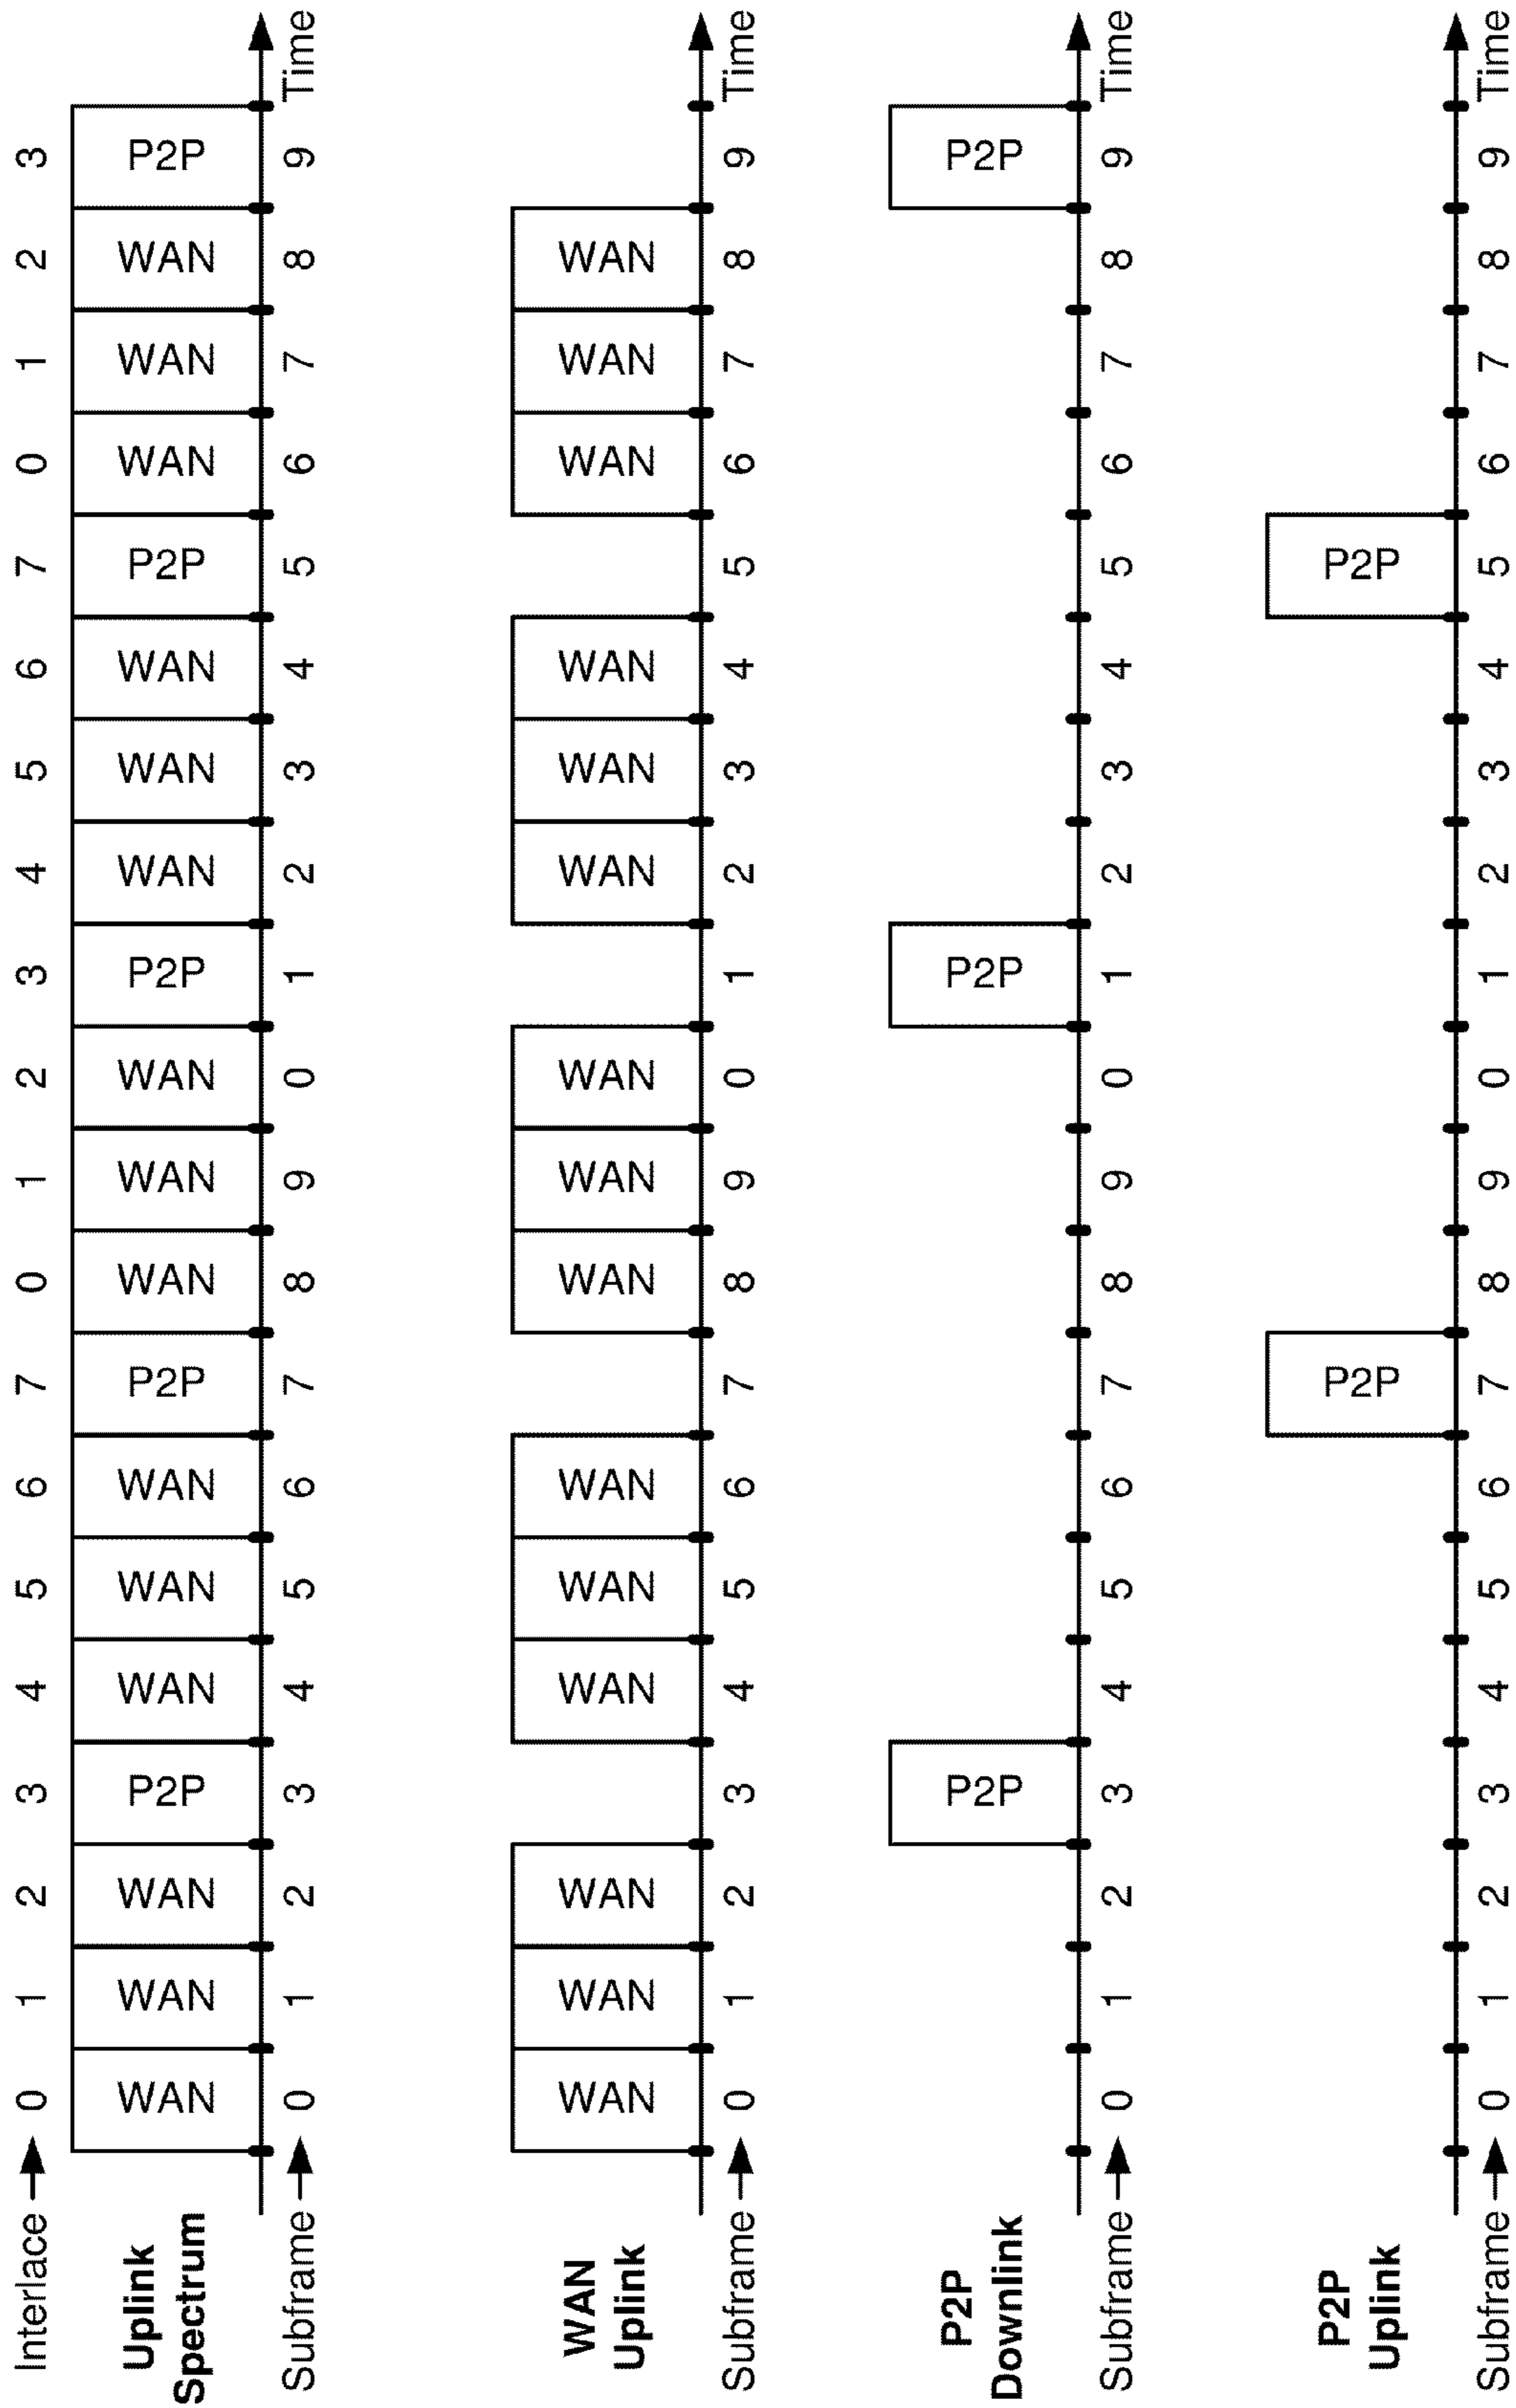 Interlace 0 1 2 3 4 5 6 7 0 1 2 3 4 5 6 7 0 1 2 3
Uplink
Spectrum
WAN WAN WAN P2P WAN WAN WAN P2P WAN WAN WAN P2P WAN WAN WAN P2P WAN WAN WAN P2P
Subframe 0 1 2 3 4 5 6 7 8 9 0 1 2 3 4 5 6 7 8 9 Time
WAN
Uplink
WAN WAN WAN WAN WAN WAN WAN WAN WAN WAN WAN WAN WAN WAN WAN
Subframe 0 1 2 3 4 5 6 7 8 9 0 1 2 3 4 5 6 7 8 9 Time
P2P
Downlink
P2P P2P P2P
Subframe 0 1 2 3 4 5 6 7 8 9 0 1 2 3 4 5 6 7 8 9 Time
P2P
Uplink
P2P P2P
Subframe 0 1 2 3 4 5 6 7 8 9 0 1 2 3 4 5 6 7 8 9 Time